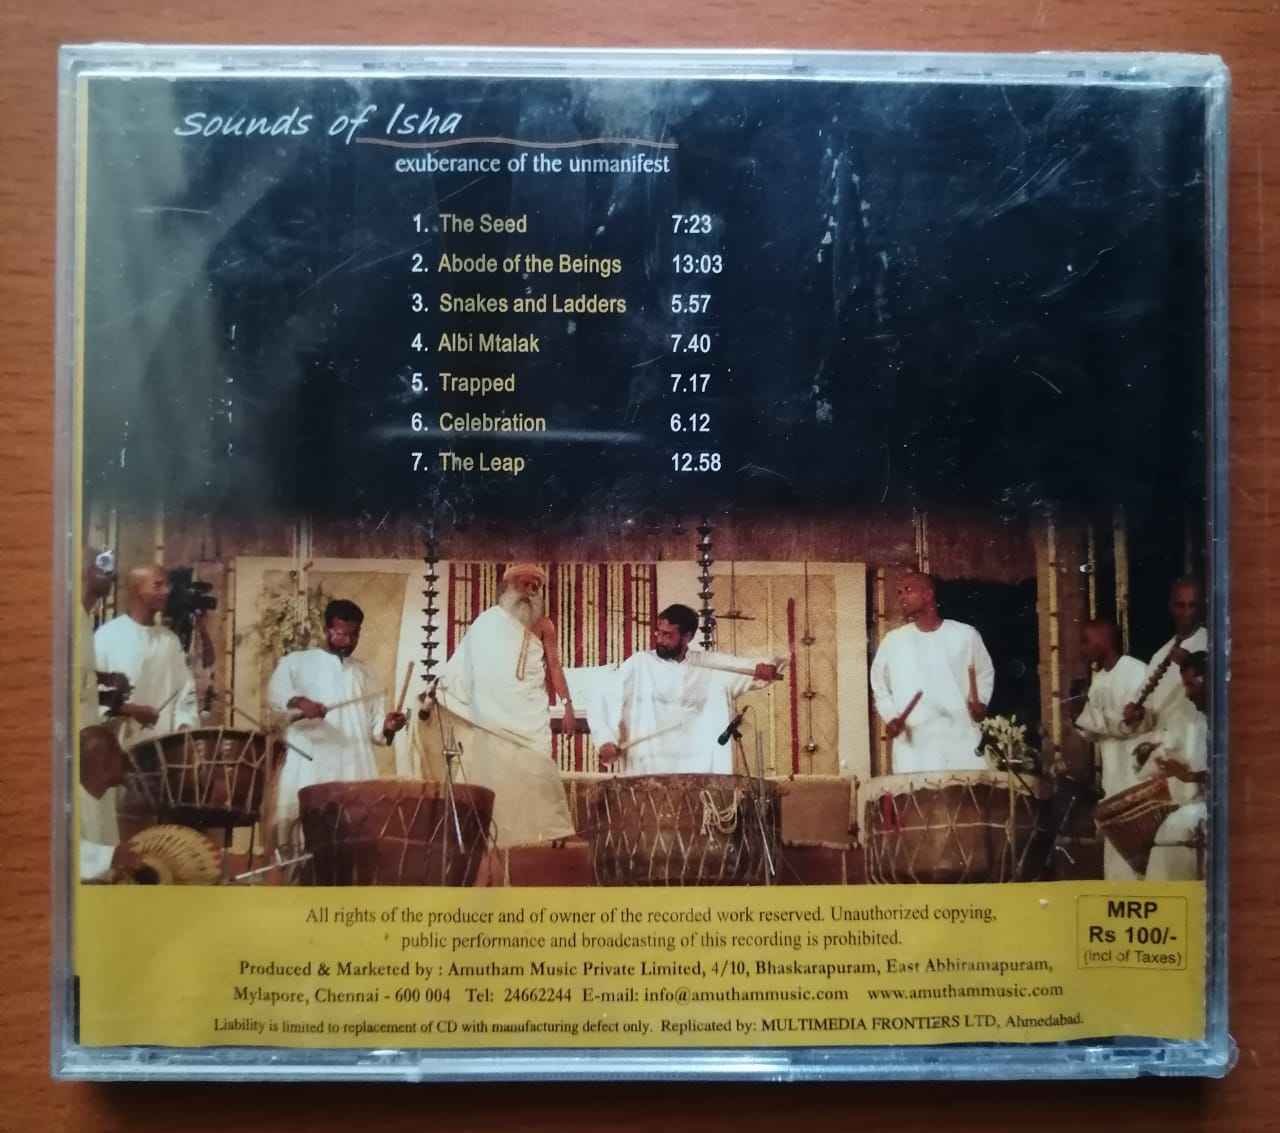 sounds of Isha
exuberance of the unmanifest
1. The Seed 7:23
2. Abode of the Beings 13:03
3. Snakes and Ladders 5.57
4. Albi Mtalak 7.40
5. Trapped 7.17
6. Celebration 6.12
7. The Leap 12.58
All rights of the producer and of owner of the recorded work reserved. Unauthorized copying,
public performance and broadcasting of this recording is prohibited.
MRP
Rs 100/-
(incl of Taxes)
Produced & Marketed by : Amutham Music Private Limited, 4/10, Bhaskarapuram, East Abhiramapuram,
Mylapore, Chennai - 600 004 Tel: 24662244 E-mail: info@amuthammusic.com www.amuthammusic.com
Liability is limited to replacement of CD with manufacturing defect only. Replicated by: MULTIMEDIA FRONTIERS LTD, Ahmedabad.